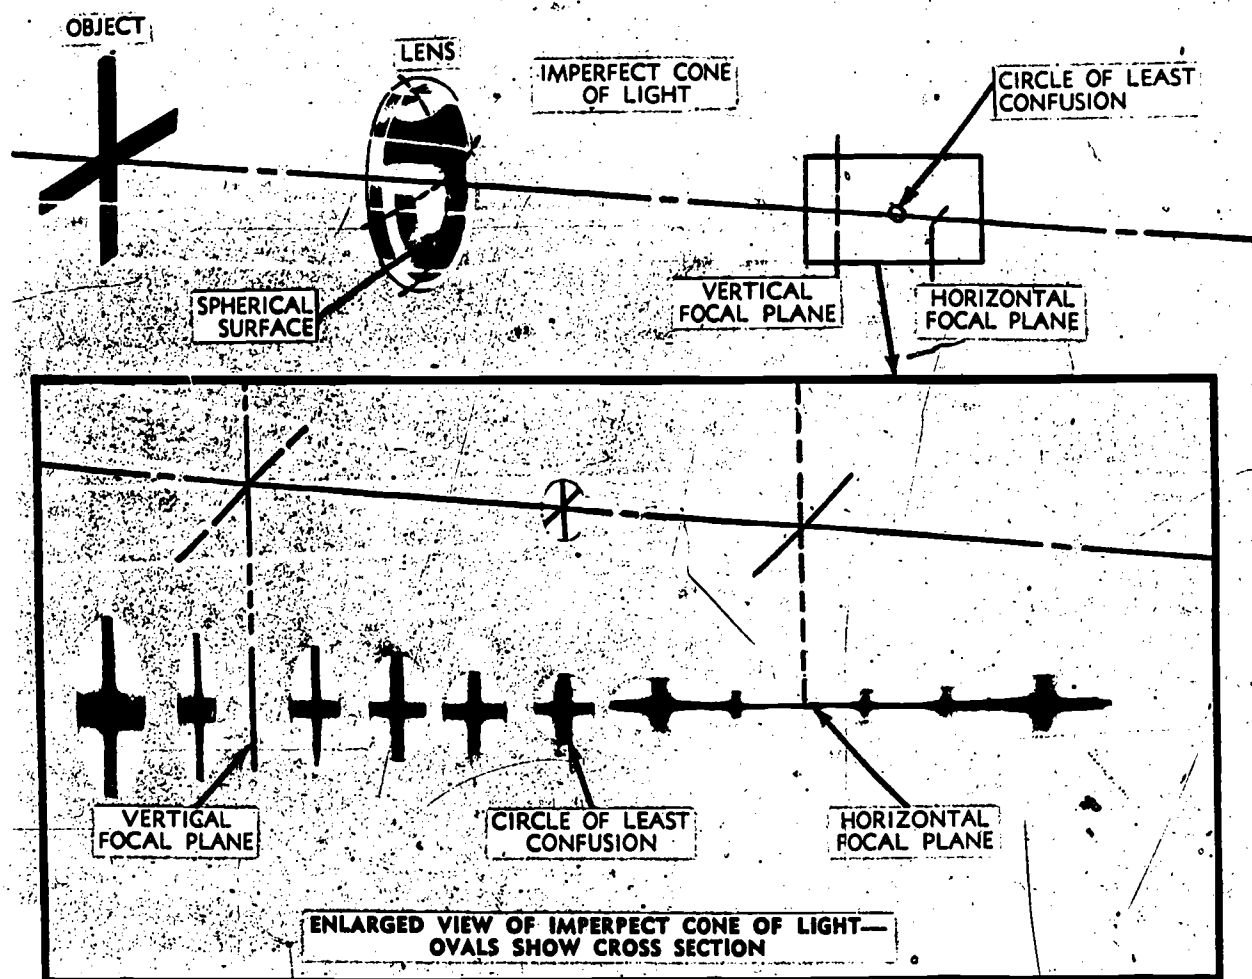 OBJECT
LENS
IMPERFECT CONE
OF LIGHT
CIRCLE OF LEAST
CONFUSION
SPHERICAL
SURFACE
VERTICAL
FOCAL PLANE
HORIZONTAL
FOCAL PLANE
VERTICAL
FOCAL PLANE
CIRCLE OF LEAST
CONFUSION
HORIZONTAL
FOCAL PLANE
ENLARGED VIEW OF IMPERPECT CONE OF LIGHT—
OVALS SHOW CROSS SECTION